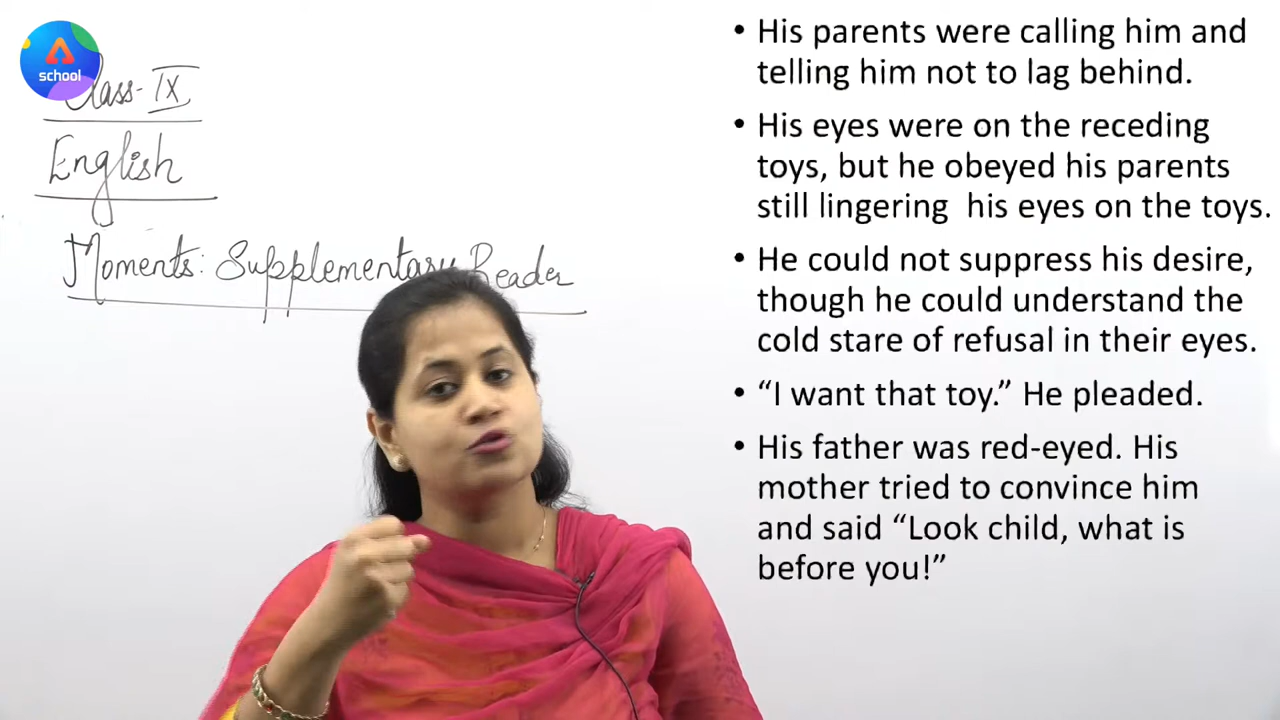 school
Class-IX
English
Moments: Supplementary Reader
• His parents were calling him and
telling him not to lag behind.
• His eyes were on the receding
toys, but he obeyed his parents
still lingering his eyes on the toys.
• He could not suppress his desire,
though he could understand the
cold stare of refusal in their eyes.
• “I want that toy.” He pleaded.
• His father was red-eyed. His
mother tried to convince him
and said “Look child, what is
before you!”